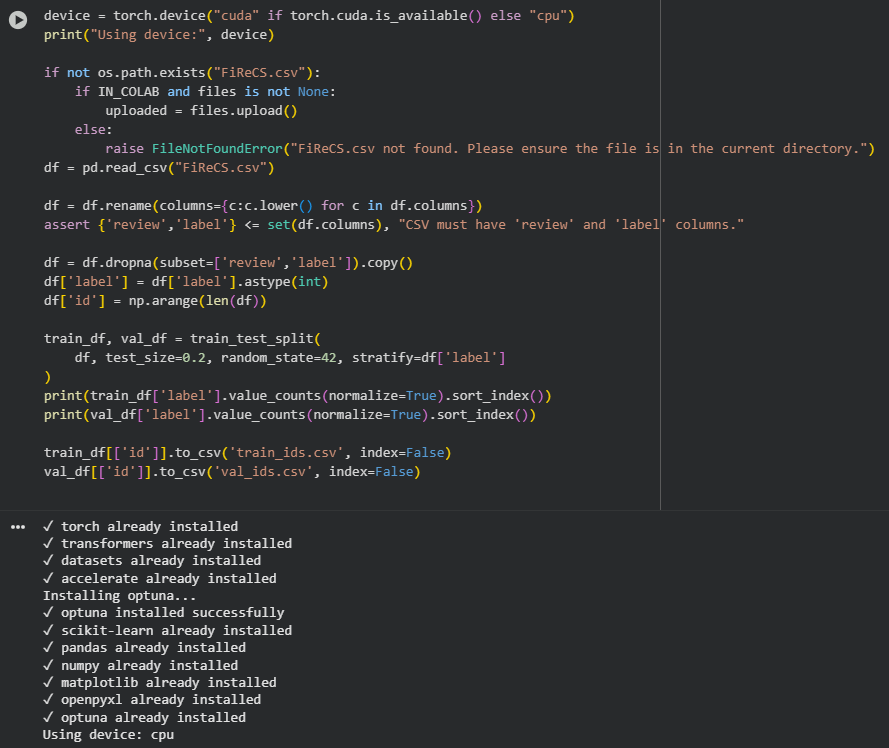 device = torch.device("cuda" if torch.cuda.is_available() else "cpu")
print("Using device:", device)
if not os.path.exists("FiReCS.csv"):
if IN_COLAB and files is not None:
uploaded = files.upload()
else:
raise FileNotFoundError("FiReCS.csv not found. Please ensure the file is in the current directory.")
df = pd.read_csv("FiReCS.csv")
df = df.rename(columns={c:c.lower() for c in df.columns})
assert {'review','label'} <= set(df.columns), "CSV must have 'review' and 'label' columns."
df = df.dropna(subset=['review','label']).copy()
df['label'] = df['label'].astype(int)
df['id'] = np.arange(len(df))
train_df, val_df = train_test_split(
df, test_size=0.2, random_state=42, stratify=df['label']
)
print(train_df['label'].value_counts(normalize=True).sort_index())
print(val_df['label'].value_counts(normalize=True).sort_index())
train_df[['id']].to_csv('train_ids.csv', index=False)
val_df[['id']].to_csv('val_ids.csv', index=False)
✓ torch already installed
✓ transformers already installed
✓ datasets already installed
✓ accelerate already installed
Installing optuna...
✓ optuna installed successfully
✓ scikit-learn already installed
✓ pandas already installed
✓ numpy already installed
✓ matplotlib already installed
✓ openpyxl already installed
✓ optuna already installed
Using device: cpu